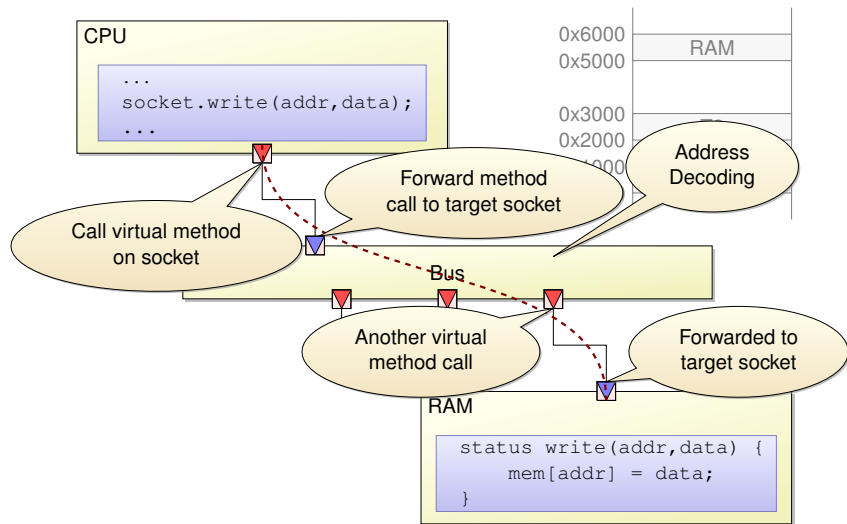 CPU
...
socket.write(addr,data);
...
0x6000
RAM
0x5000
0x3000
0x2000
Address
Decoding
Forward method
call to target socket
Call virtual method
on socket
Bus
Another virtual
method call
Forwarded to
target socket
RAM
status write(addr,data) {
mem[addr] = data;
}